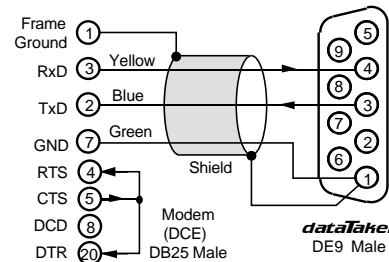 Frame
Ground 1
RxD 3 Yellow
TxD 2 Blue
GND 7 Green
Shield
RTS 4
CTS 5
DCD 8
DTR 20
Modem
(DCE)
DB25 Male
5
9
4
8
3
7
2
6
1
dataTaker
DE9 Male